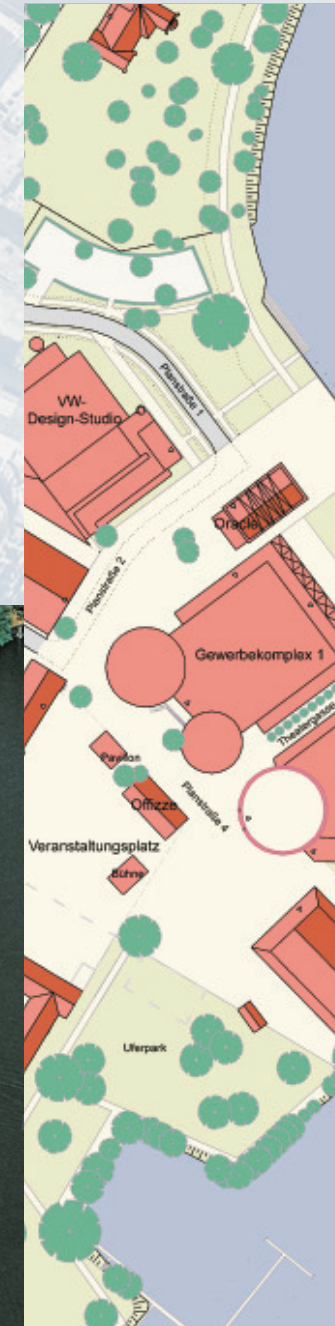 Planstraße 1
VW-
Design-Studio
Oracle
Planstraße 2
Gewerbekomplex 1
Theatergasse
Pavillon
Offizze
Planstraße 4
Veranstaltungsplatz
Bühne
Uferpark